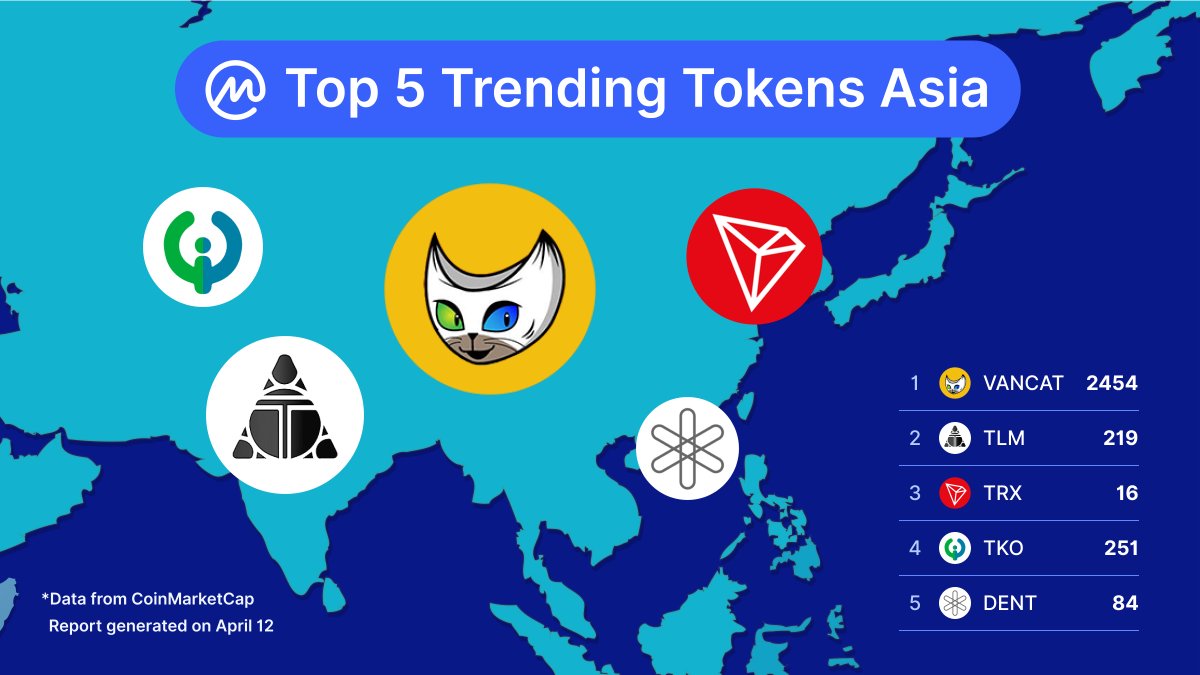 Top 5 Trending Tokens Asia
1 VANCAT 2454
2 TLM 219
3 TRX 16
4 TKO 251
5 DENT 84
*Data from CoinMarketCap
Report generated on April 12